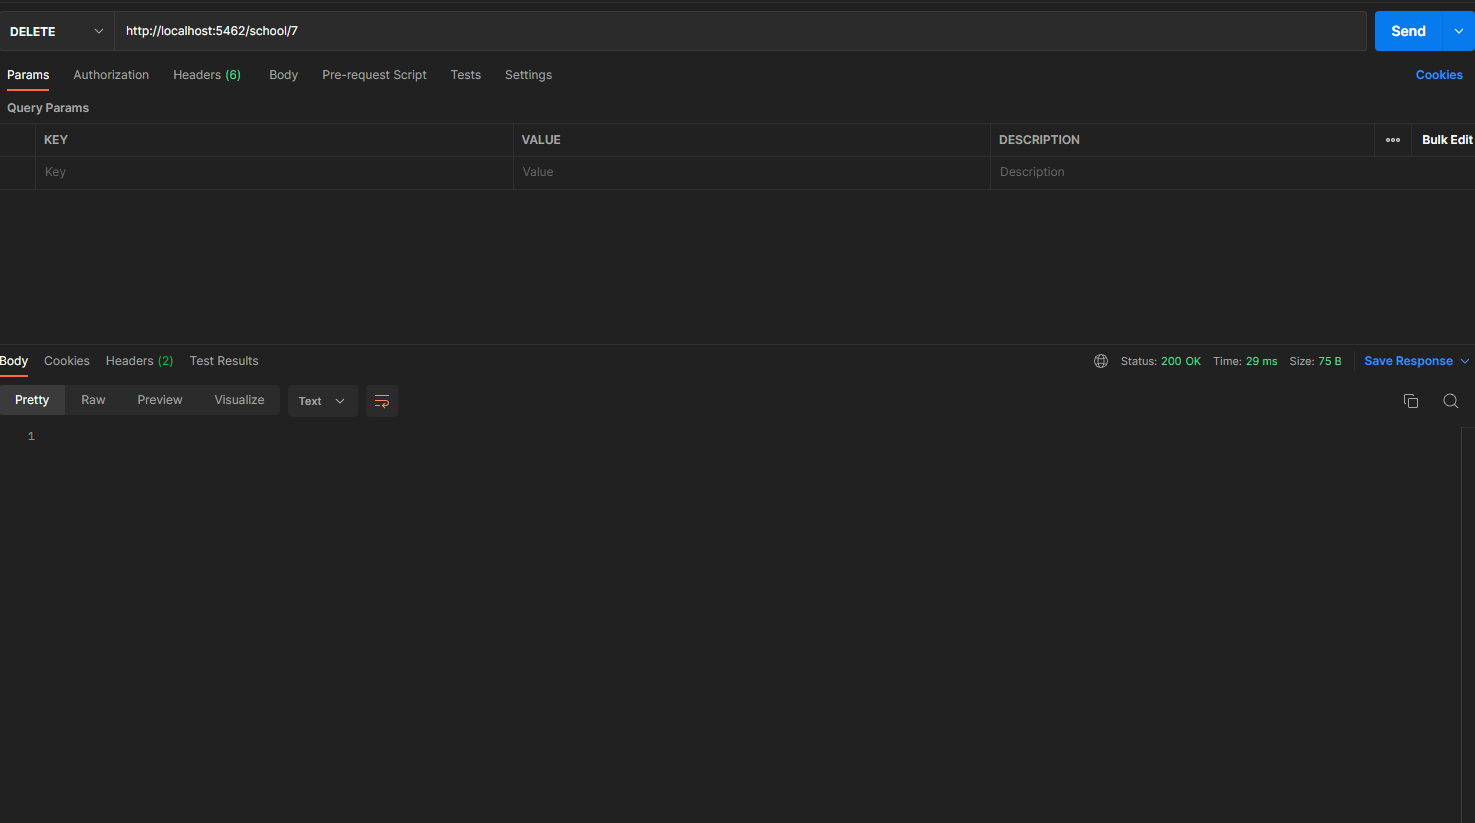 DELETE http://localhost:5462/school/7 Send
Params Authorization Headers (6) Body Pre-request Script Tests Settings Cookies
Query Params
KEY VALUE DESCRIPTION ooo Bulk Edit
Key Value Description
Body Cookies Headers (2) Test Results Status: 200 OK Time: 29 ms Size: 75 B Save Response
Pretty Raw Preview Visualize Text
1